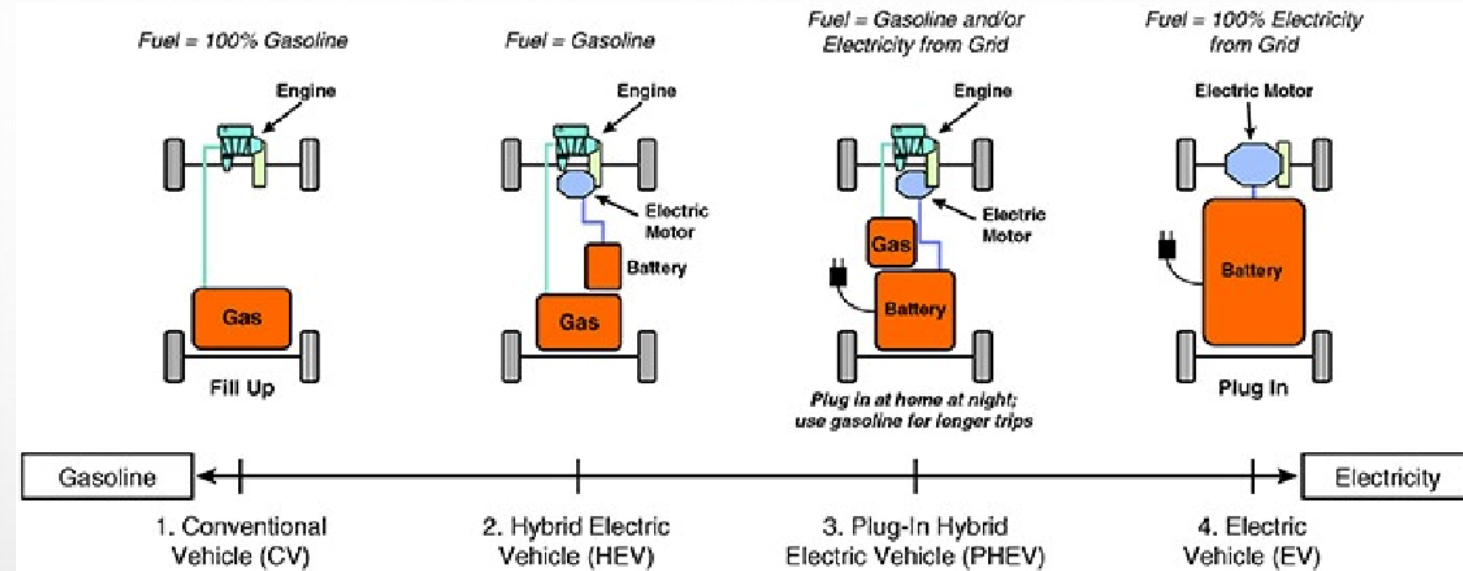 Fuel = 100% Gasoline
Engine
Gas
Fill Up
Fuel = Gasoline
Engine
Electric
Motor
Battery
Gas
Fuel = Gasoline and/or
Electricity from Grid
Engine
Electric
Motor
Gas
Battery
Plug in at home at night;
use gasoline for longer trips
Fuel = 100% Electricity
from Grid
Electric Motor
Battery
Plug In
Gasoline
Electricity
1. Conventional
Vehicle (CV)
2. Hybrid Electric
Vehicle (HEV)
3. Plug-In Hybrid
Electric Vehicle (PHEV)
4. Electric
Vehicle (EV)